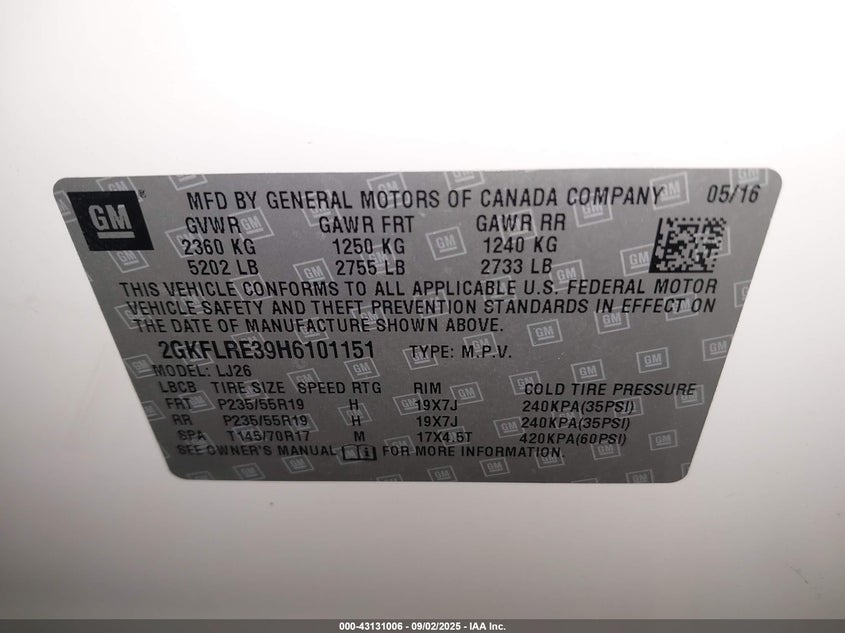 GM
MFD BY GENERAL MOTORS OF CANADA COMPANY 05/16
GVWR GAWR FRT GAWR RR
2360 KG 1250 KG 1240 KG
5202 LB 2755 LB 2733 LB
THIS VEHICLE CONFORMS TO ALL APPLICABLE U.S. FEDERAL MOTOR
VEHICLE SAFETY AND THEFT PREVENTION STANDARDS IN EFFECT ON
THE DATE OF MANUFACTURE SHOWN ABOVE.
2GKFLRE39H6101151 TYPE: M.P.V.
MODEL: LJ26
LBCB TIRE SIZE SPEED RTG RIM COLD TIRE PRESSURE
FRT P235/55R19 H 19X7J 240KPA(35PSI)
RR P235/55R19 H 19X7J 240KPA(35PSI)
SPA T145/70R17 M 17X4.5T 420KPA(60PSI)
SEE OWNER'S MANUAL FOR MORE INFORMATION.
000-43131006 - 09/02/2025 - IAA Inc.